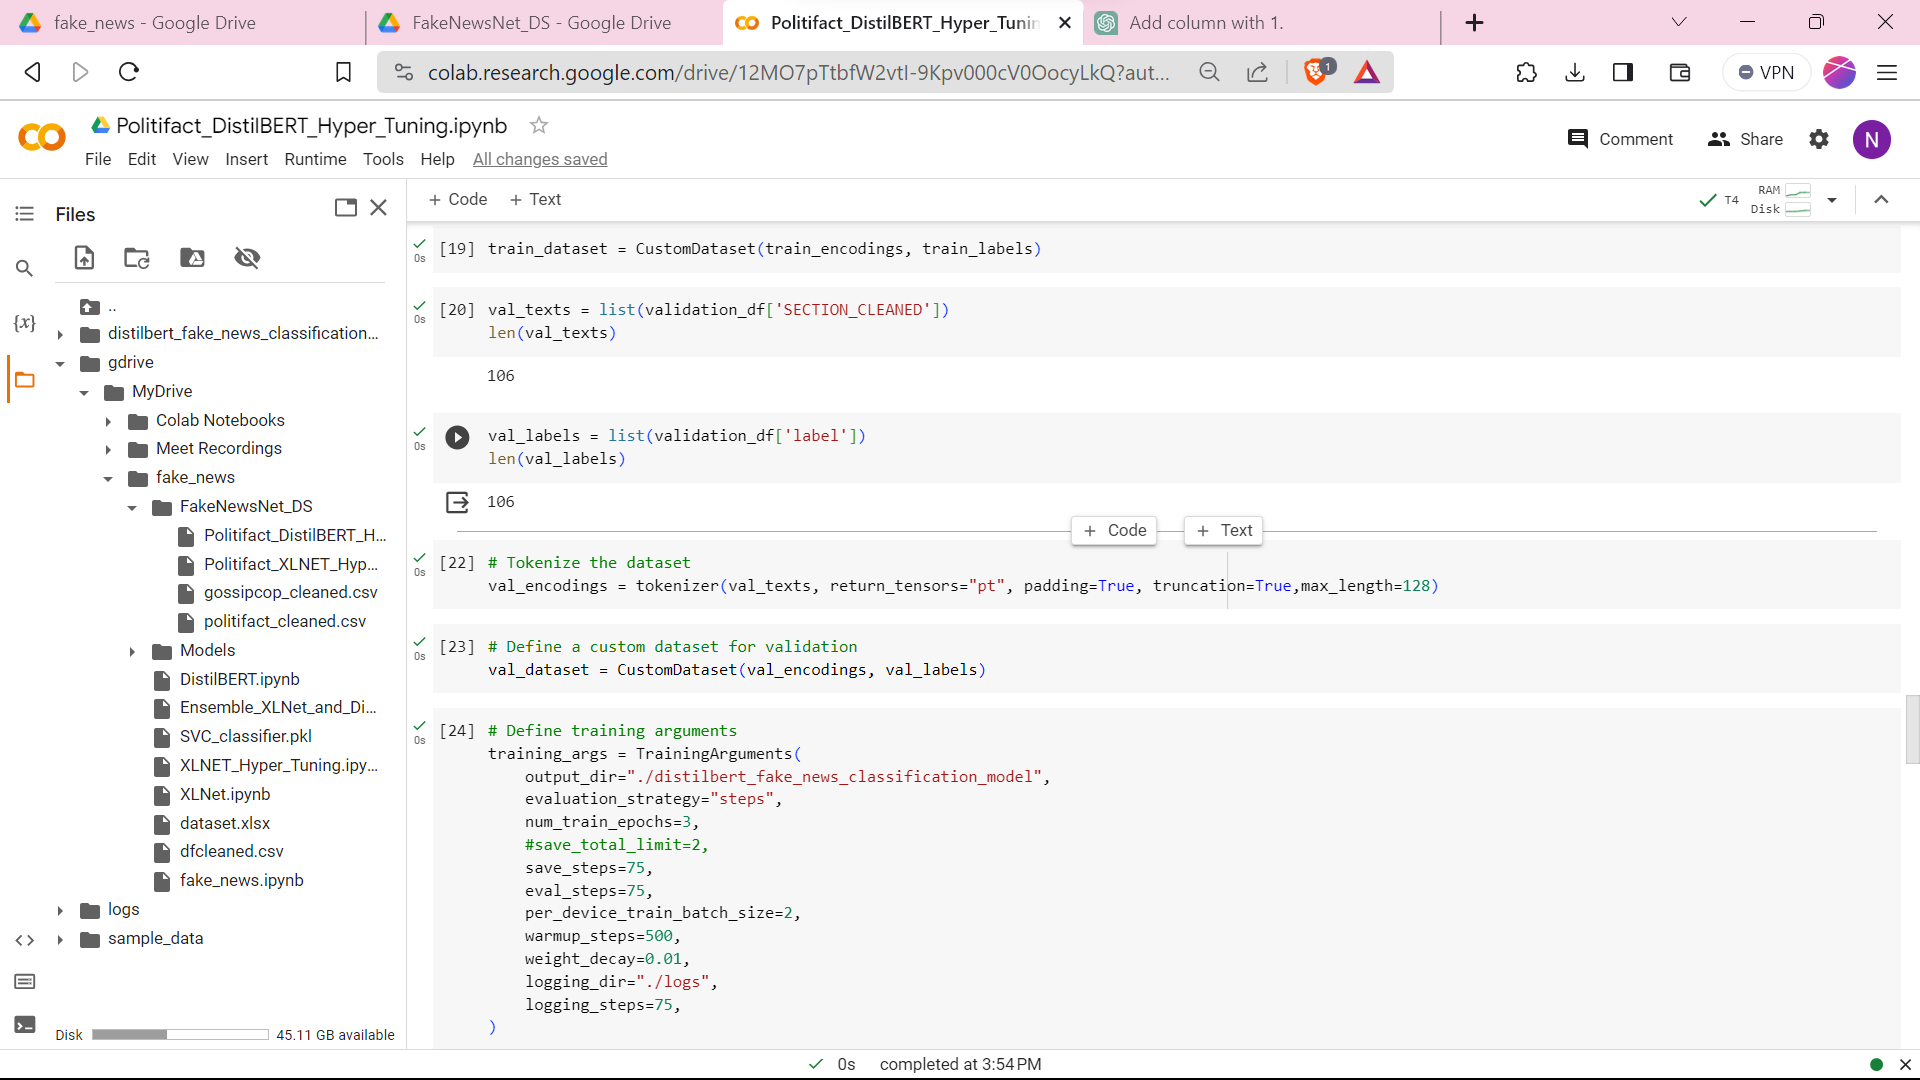 fake_news - Google Drive
FakeNewsNet_DS - Google Drive
Politifact_DistilBERT_Hyper_Tunin
Add column with 1.
colab.research.google.com/drive/12MO7pTtbfW2vtI-9Kpv000cV0OocyLkQ?aut...
1
VPN
Politifact_DistilBERT_Hyper_Tuning.ipynb
File Edit View Insert Runtime Tools Help All changes saved
Comment
Share
N
Files
+ Code + Text
T4
RAM
Disk
..
distilbert_fake_news_classification...
gdrive
MyDrive
Colab Notebooks
Meet Recordings
fake_news
FakeNewsNet_DS
Politifact_DistilBERT_H...
Politifact_XLNET_Hyp...
gossipcop_cleaned.csv
politifact_cleaned.csv
Models
DistilBERT.ipynb
Ensemble_XLNet_and_Di...
SVC_classifier.pkl
XLNET_Hyper_Tuning.ipy...
XLNet.ipynb
dataset.xlsx
dfcleaned.csv
fake_news.ipynb
logs
sample_data
Disk 45.11 GB available
{x}
0s [19] train_dataset = CustomDataset(train_encodings, train_labels)
0s [20] val_texts = list(validation_df['SECTION_CLEANED'])
len(val_texts)
106
0s val_labels = list(validation_df['label'])
len(val_labels)
106
+ Code + Text
0s [22] # Tokenize the dataset
val_encodings = tokenizer(val_texts, return_tensors="pt", padding=True, truncation=True,max_length=128)
0s [23] # Define a custom dataset for validation
val_dataset = CustomDataset(val_encodings, val_labels)
0s [24] # Define training arguments
training_args = TrainingArguments(
output_dir="./distilbert_fake_news_classification_model",
evaluation_strategy="steps",
num_train_epochs=3,
#save_total_limit=2,
save_steps=75,
eval_steps=75,
per_device_train_batch_size=2,
warmup_steps=500,
weight_decay=0.01,
logging_dir="./logs",
logging_steps=75,
)
0s completed at 3:54 PM